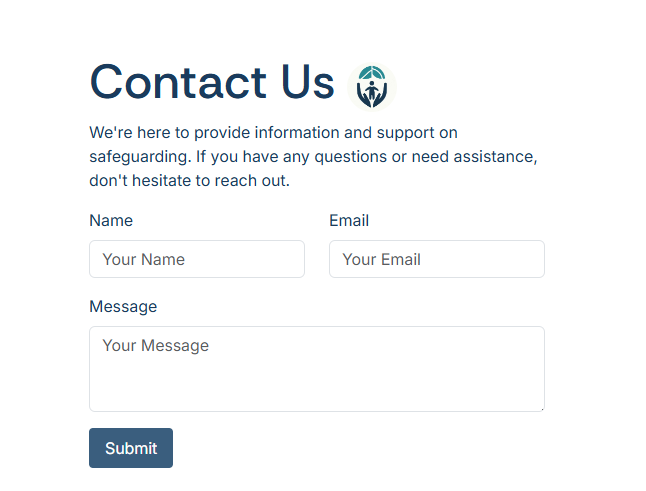 Contact Us
We're here to provide information and support on
safeguarding. If you have any questions or need assistance,
don't hesitate to reach out.
Name
Email
Your Name
Your Email
Message
Your Message
Submit